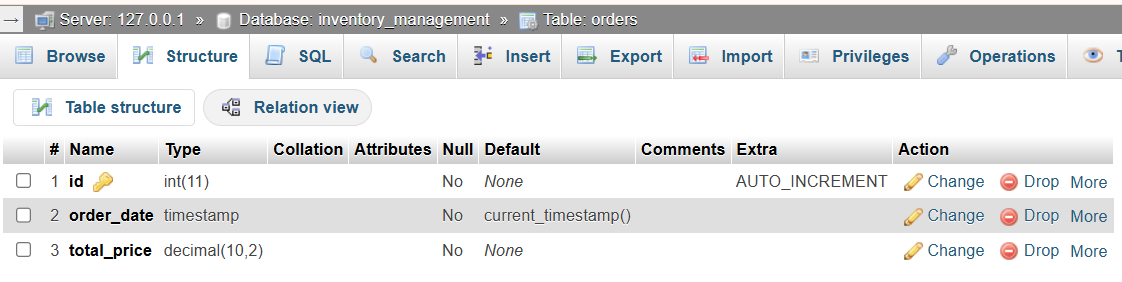 → Server: 127.0.0.1 » Database: inventory_management » Table: orders
Browse Structure SQL Search Insert Export Import Privileges Operations
Table structure Relation view
# Name Type Collation Attributes Null Default Comments Extra Action
1 id int(11) No None AUTO_INCREMENT Change Drop More
2 order_date timestamp No current_timestamp() Change Drop More
3 total_price decimal(10,2) No None Change Drop More